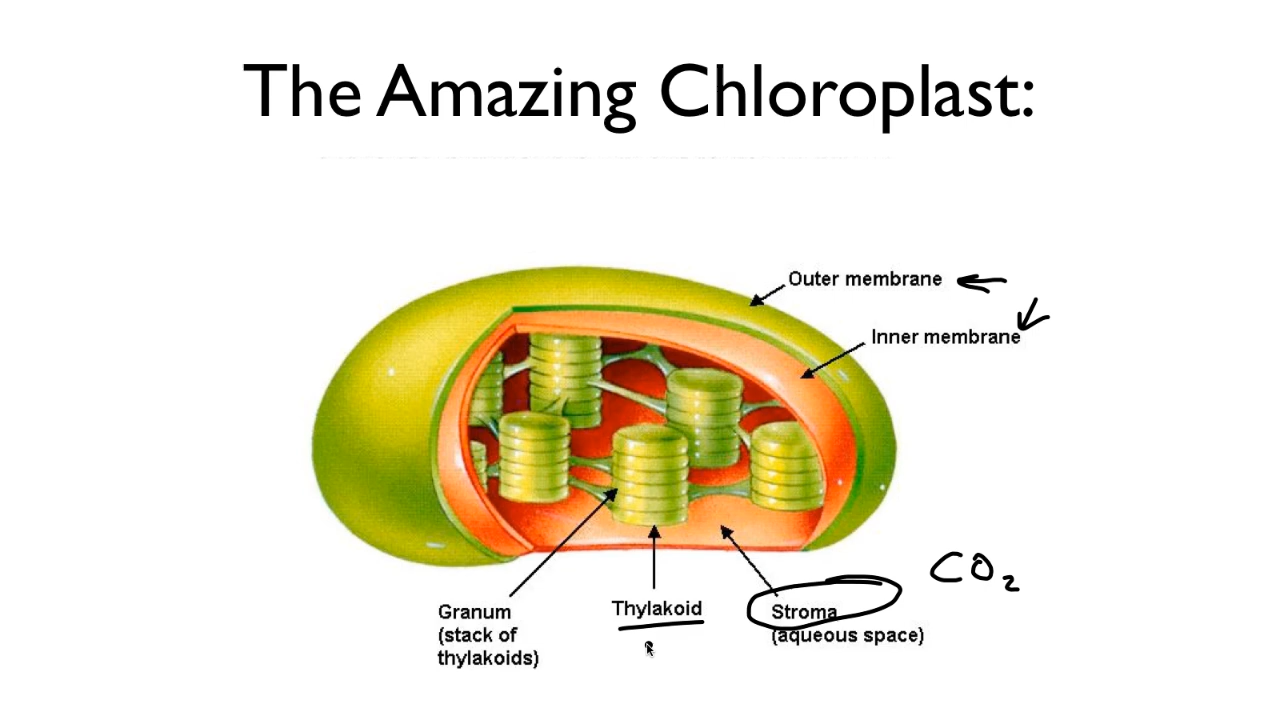 The Amazing Chloroplast:
Outer membrane
Inner membrane
Granum
(stack of
thylakoids)
Thylakoid
Stroma
(aqueous space)
CO₂